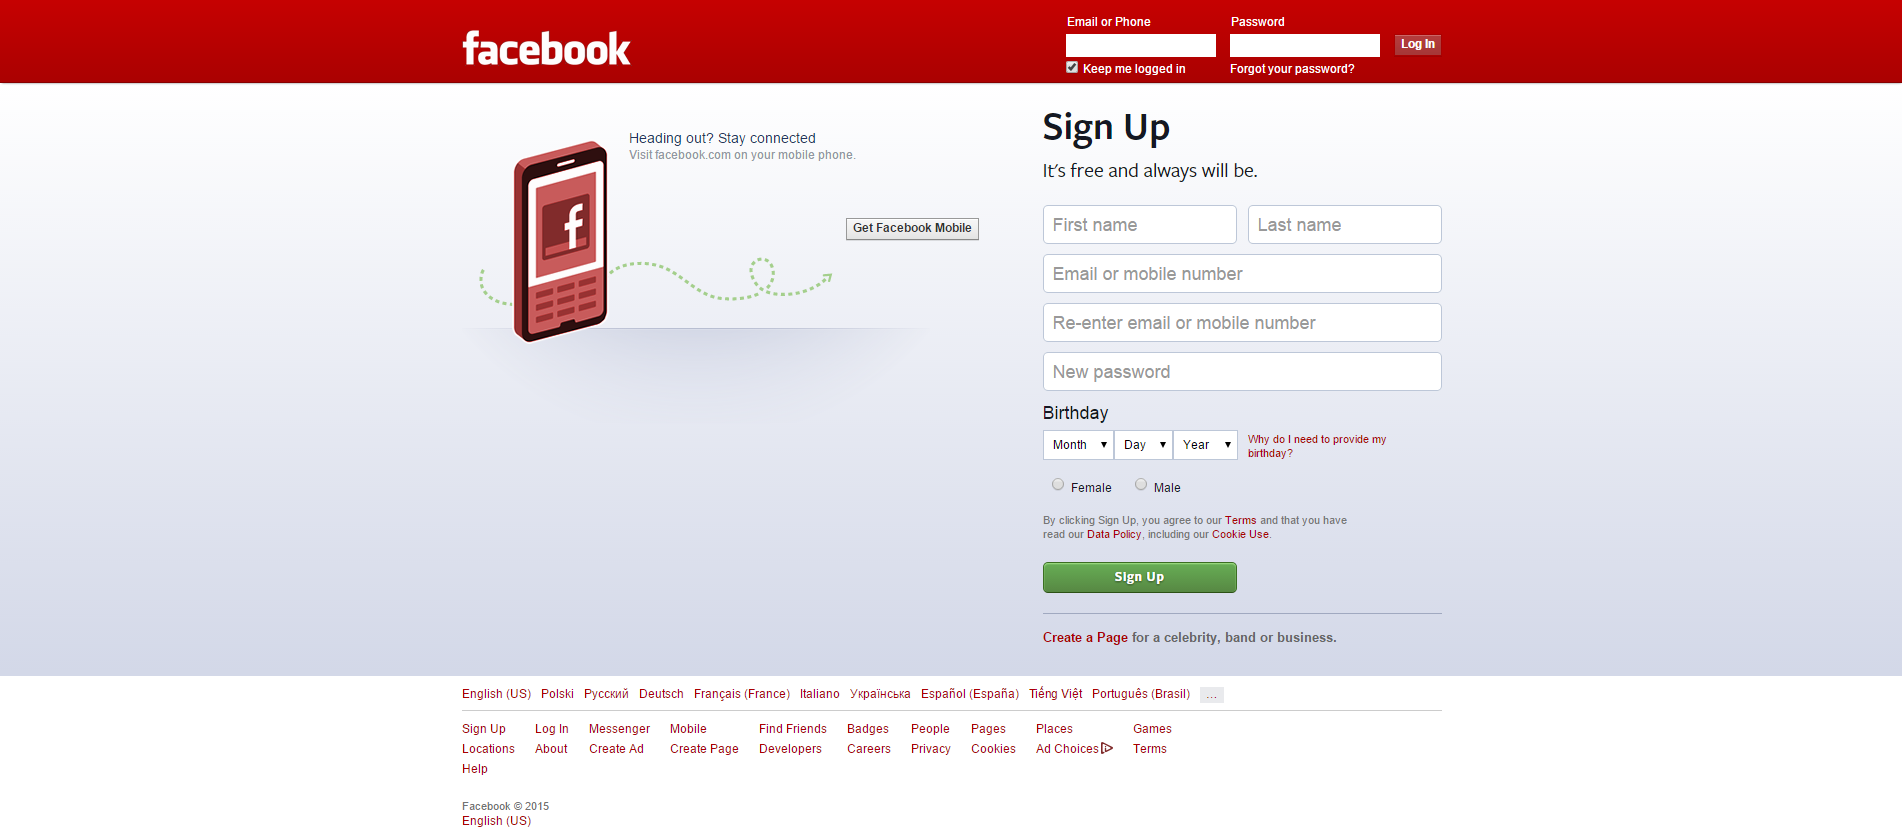 facebook
Email or Phone
Password
Log In
Keep me logged in
Forgot your password?
Heading out? Stay connected
Visit facebook.com on your mobile phone.
f
Get Facebook Mobile
Sign Up
It's free and always will be.
First name
Last name
Email or mobile number
Re-enter email or mobile number
New password
Birthday
Month
Day
Year
Why do I need to provide my
birthday?
Female
Male
By clicking Sign Up, you agree to our Terms and that you have
read our Data Policy, including our Cookie Use.
Sign Up
Create a Page for a celebrity, band or business.
English (US) Polski Русский Deutsch Français (France) Italiano Українська Español (España) Tiếng Việt Português (Brasil) ...
Sign Up Log In Messenger Mobile Find Friends Badges People Pages Places Games
Locations About Create Ad Create Page Developers Careers Privacy Cookies Ad Choices Terms
Help
Facebook © 2015
English (US)